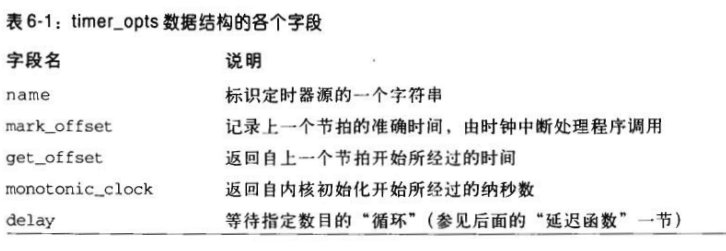 表 6-1：timer_opts 数据结构的各个字段
字段名 说明
name 标识定时器源的一个字符串
mark_offset 记录上一个节拍的准确时间，由时钟中断处理程序调用
get_offset 返回自上一个节拍开始所经过的时间
monotonic_clock 返回自内核初始化开始所经过的纳秒数
delay 等待指定数目的“循环”（参见后面的“延迟函数”一节）